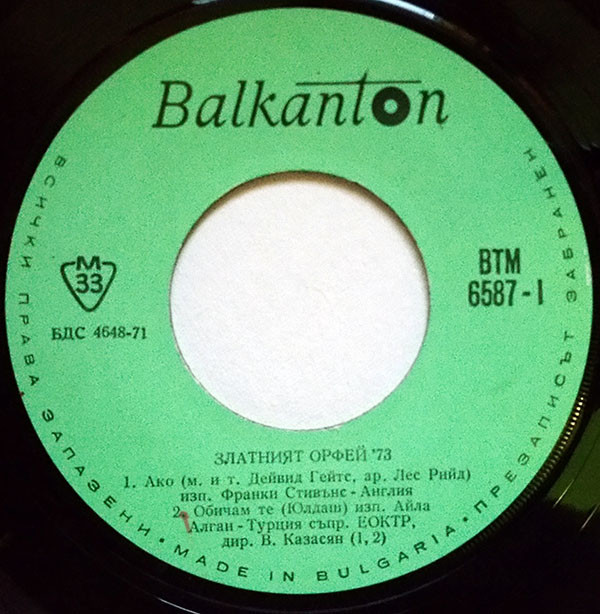 Balkanton
ВСИЧКИ ПРАВА ЗАПАЗЕНИ · MADE IN BULGARIA · ПРЕЗАПИСЪТ ЗАБРАНЕН
М
33
БДС 4648-71
ВТМ
6587-I
ЗЛАТНИЯТ ОРФЕЙ '73
1. Ако (м. и т. Дейвид Гейтс, ар. Лес Рийд)
изп. Франки Стивънс - Англия
2. Обичам те (Юлдаш) изп. Айла
Алган - Турция съпр. ЕОКТР,
дир. В. Казасян (1, 2)